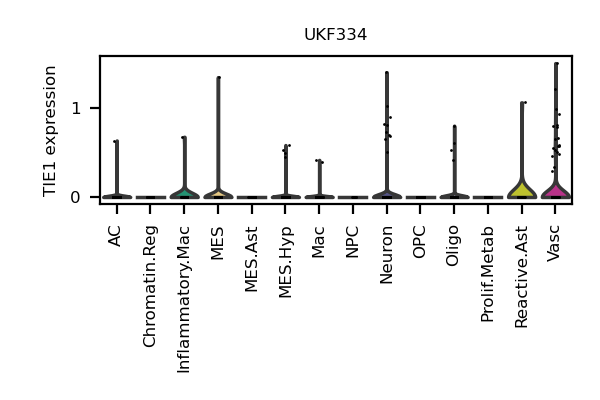 UKF334
TIE1 expression
1
0
AC
Chromatin.Reg
Inflammatory.Mac
MES
MES.Ast
MES.Hyp
Mac
NPC
Neuron
OPC
Oligo
Prolif.Metab
Reactive.Ast
Vasc